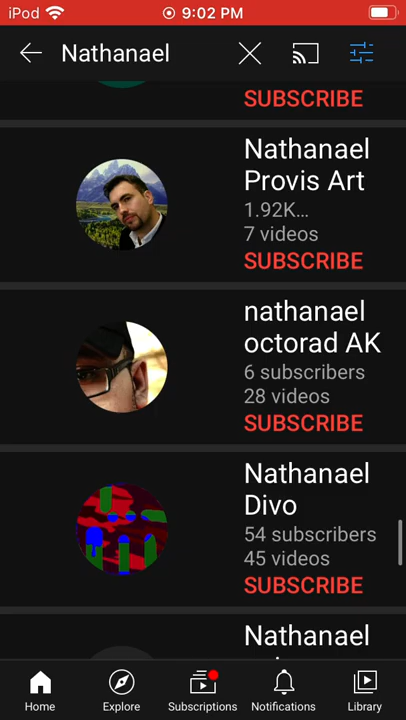 iPod 9:02 PM
Nathanael
SUBSCRIBE
Nathanael
Provis Art
1.92K...
7 videos
SUBSCRIBE
nathanael
octorad AK
6 subscribers
28 videos
SUBSCRIBE
Nathanael
Divo
54 subscribers
45 videos
SUBSCRIBE
Nathanael
Home Explore Subscriptions Notifications Library